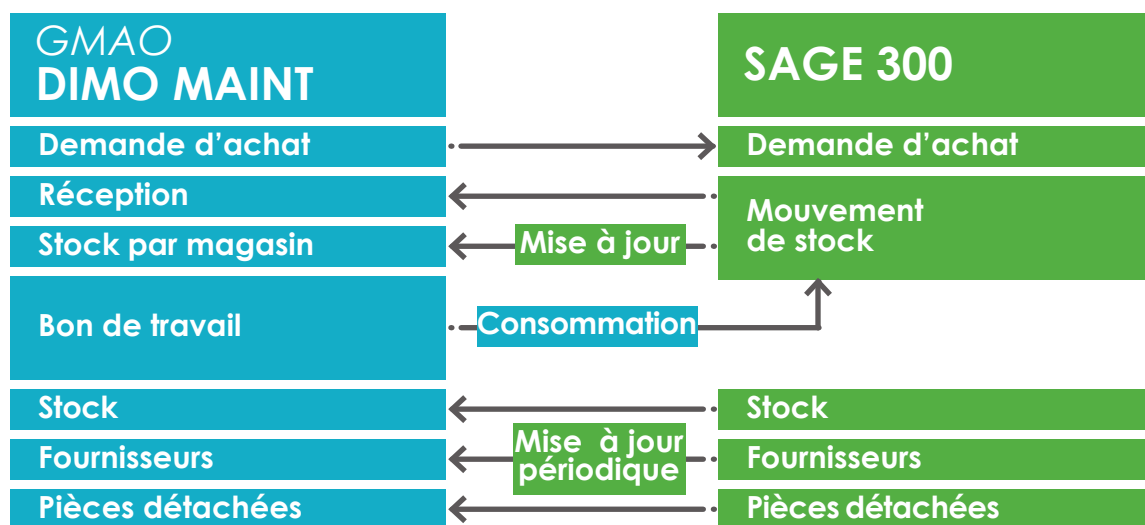 GMAO
DIMO MAINT
SAGE 300
Demande d’achat
Demande d’achat
Réception
Mouvement
de stock
Stock par magasin
Mise à jour
Bon de travail
Consommation
Stock
Stock
Fournisseurs
Mise à jour
périodique
Fournisseurs
Pièces détachées
Pièces détachées